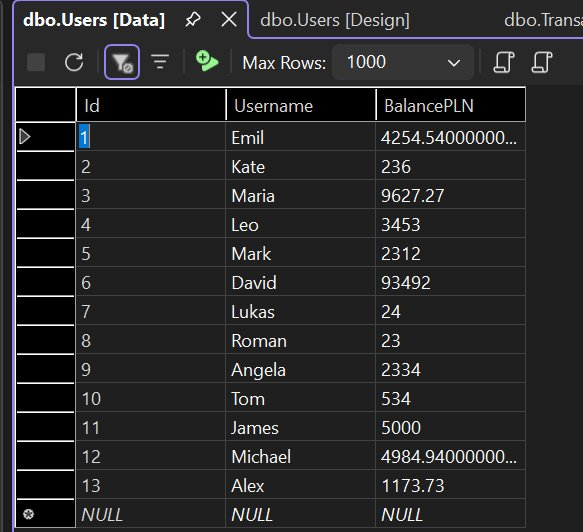 dbo.Users [Data] dbo.Users [Design] dbo.Transa
Max Rows: 1000
Id Username BalancePLN
1 Emil 4254.54000000...
2 Kate 236
3 Maria 9627.27
4 Leo 3453
5 Mark 2312
6 David 93492
7 Lukas 24
8 Roman 23
9 Angela 2334
10 Tom 534
11 James 5000
12 Michael 4984.94000000...
13 Alex 1173.73
NULL NULL NULL